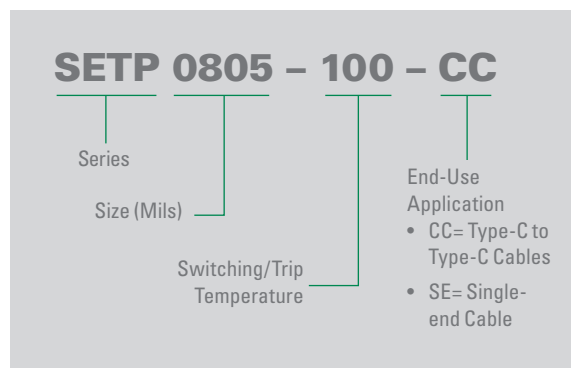 SETP 0805 – 100 – CC
Series
Size (Mils)
Switching/Trip
Temperature
End-Use
Application
• CC= Type-C to
Type-C Cables
• SE= Single-
end Cable